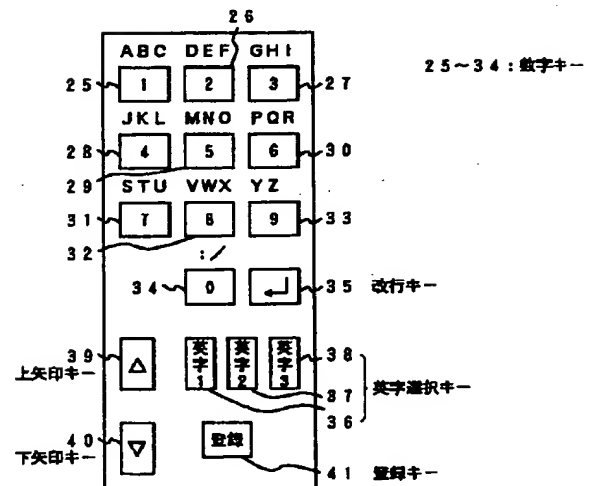 26
ABC DEF GHI
25 1 2 3 27
25~34:数字キー
JKL MNO PQR
28 4 5 6 30
29
STU VWX YZ
31 7 8 9 33
32
:/
34 0 35 改行キー
39 △ 英字1 英字2 英字3 38
上矢印キー
37 英字選択キー
36
40 ▽ 登録
下矢印キー
41 登録キー